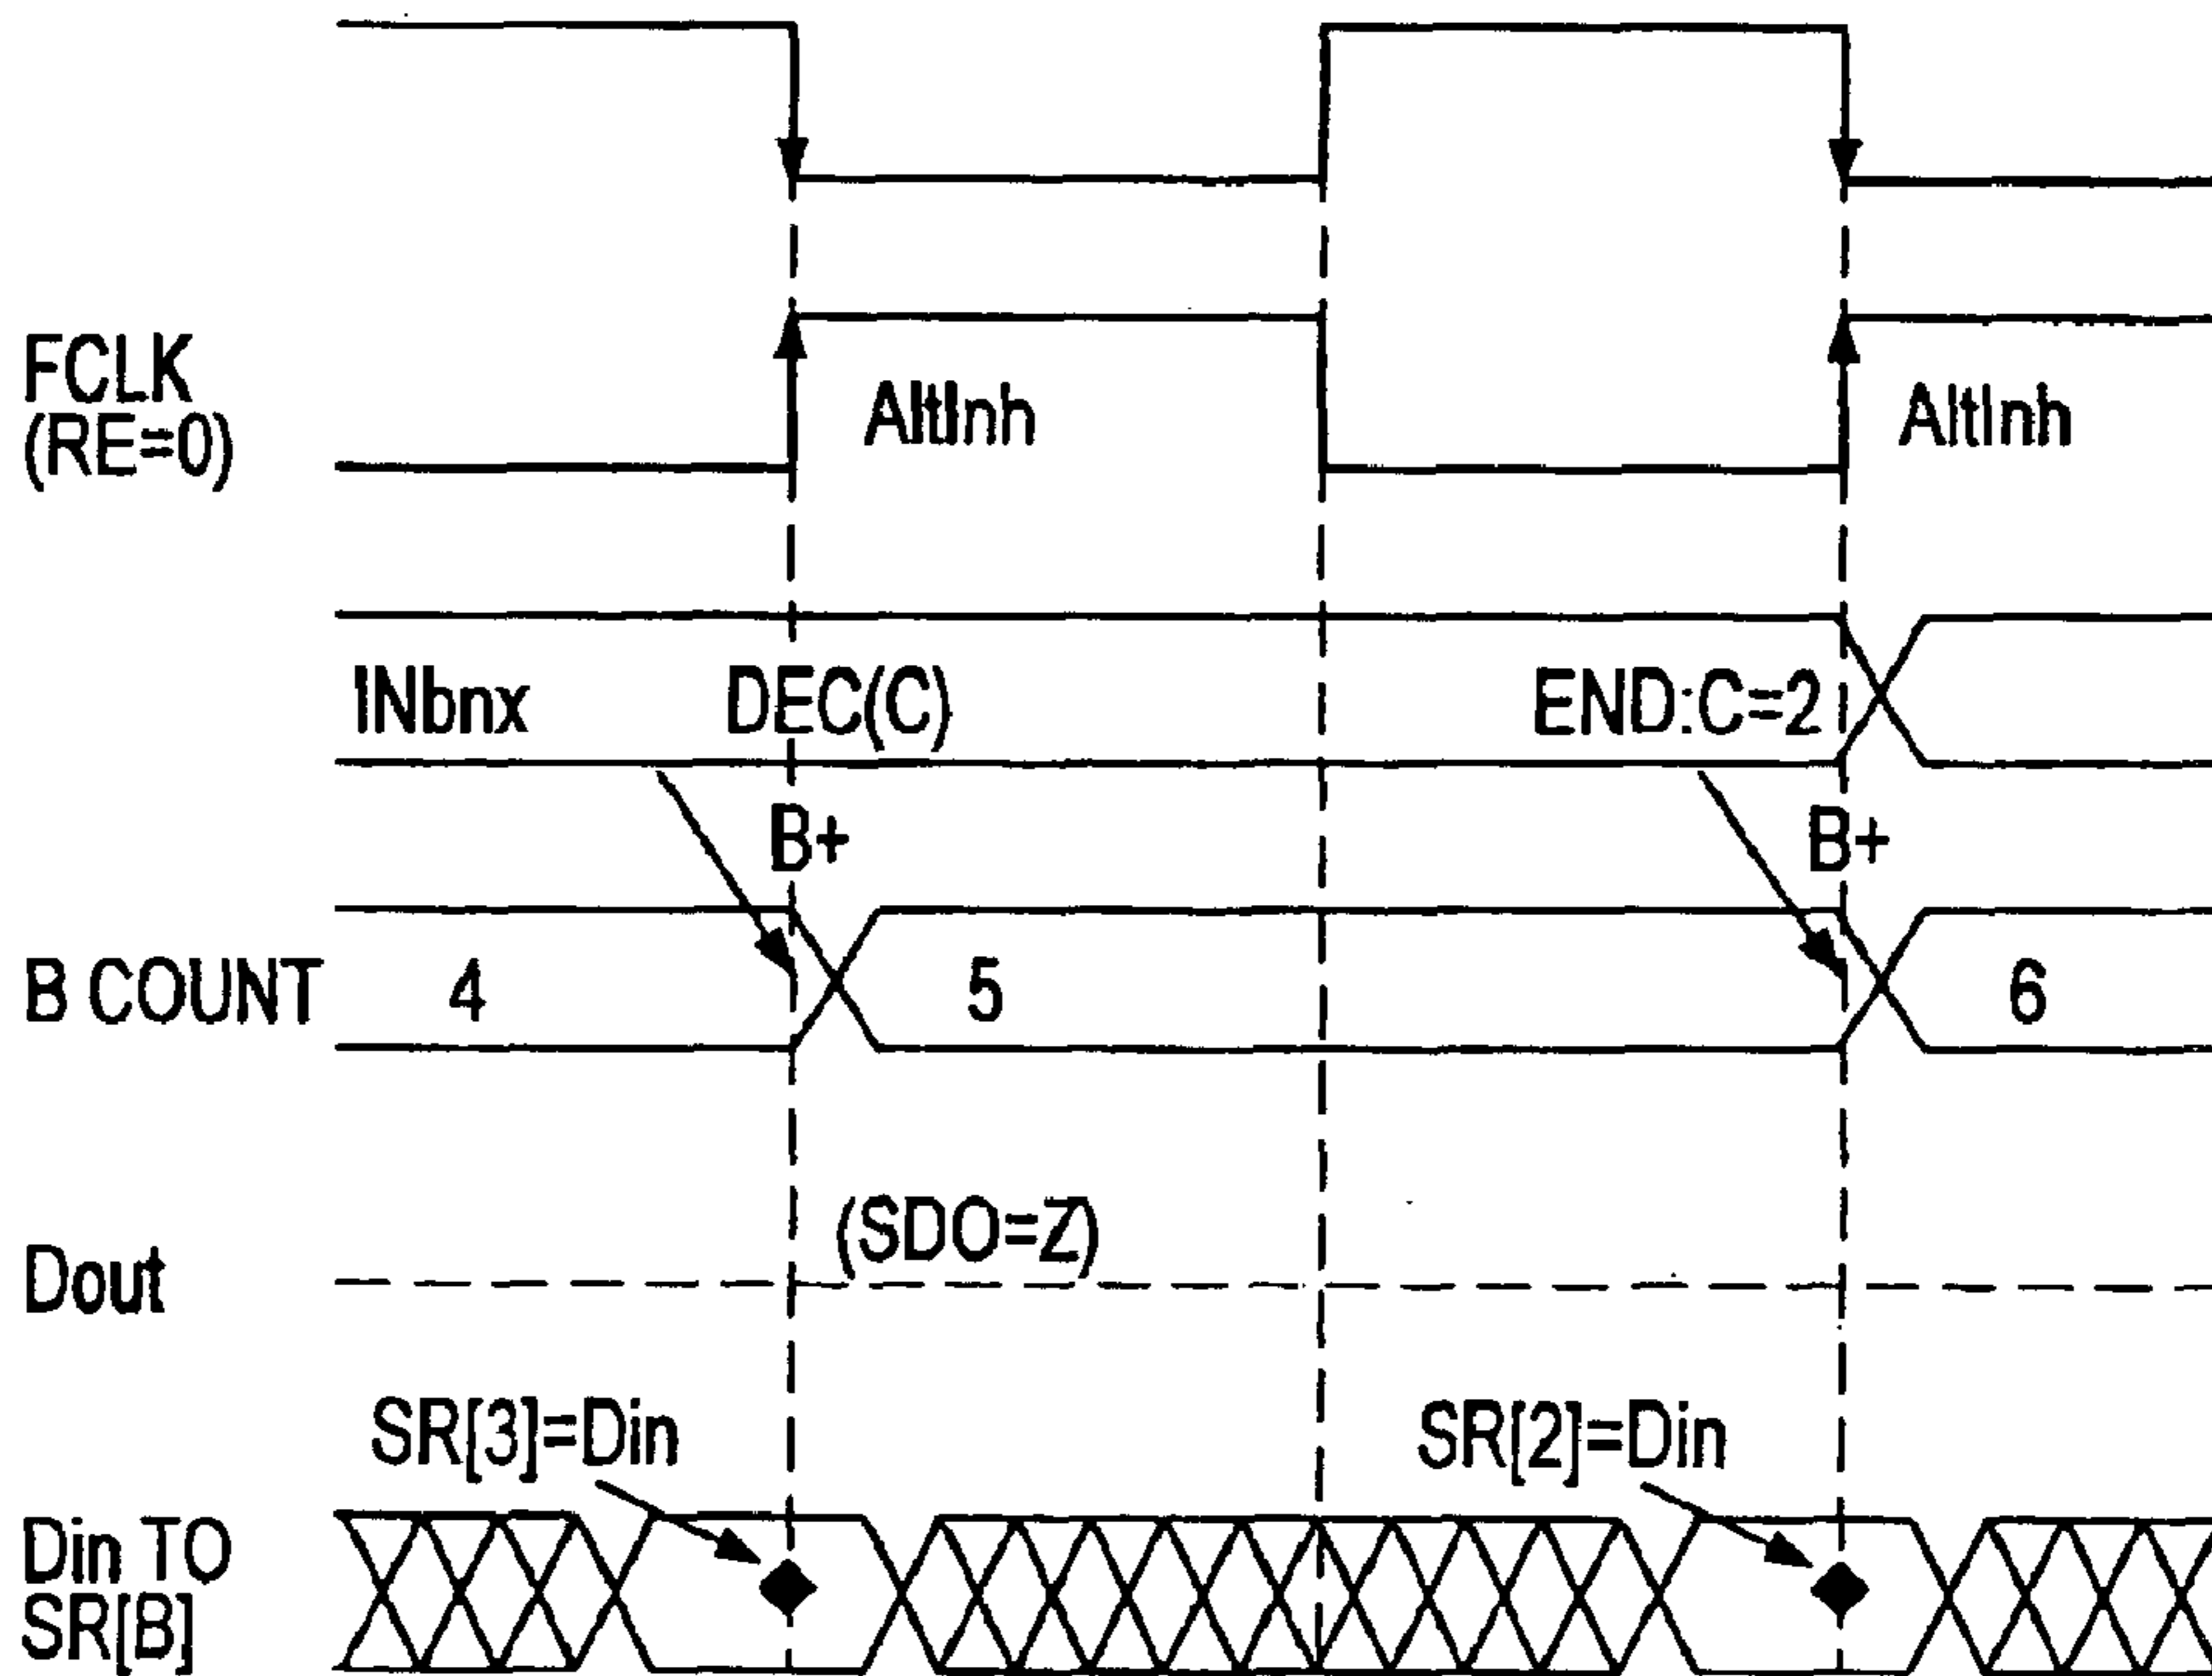 FCLK
(RE=0)
AltInh
AltInh
INbnx
DEC(C)
END:C=2
B+
B+
B COUNT
4
5
6
Dout
(SDO=Z)
SR[3]=Din
SR[2]=Din
Din TO
SR[B]